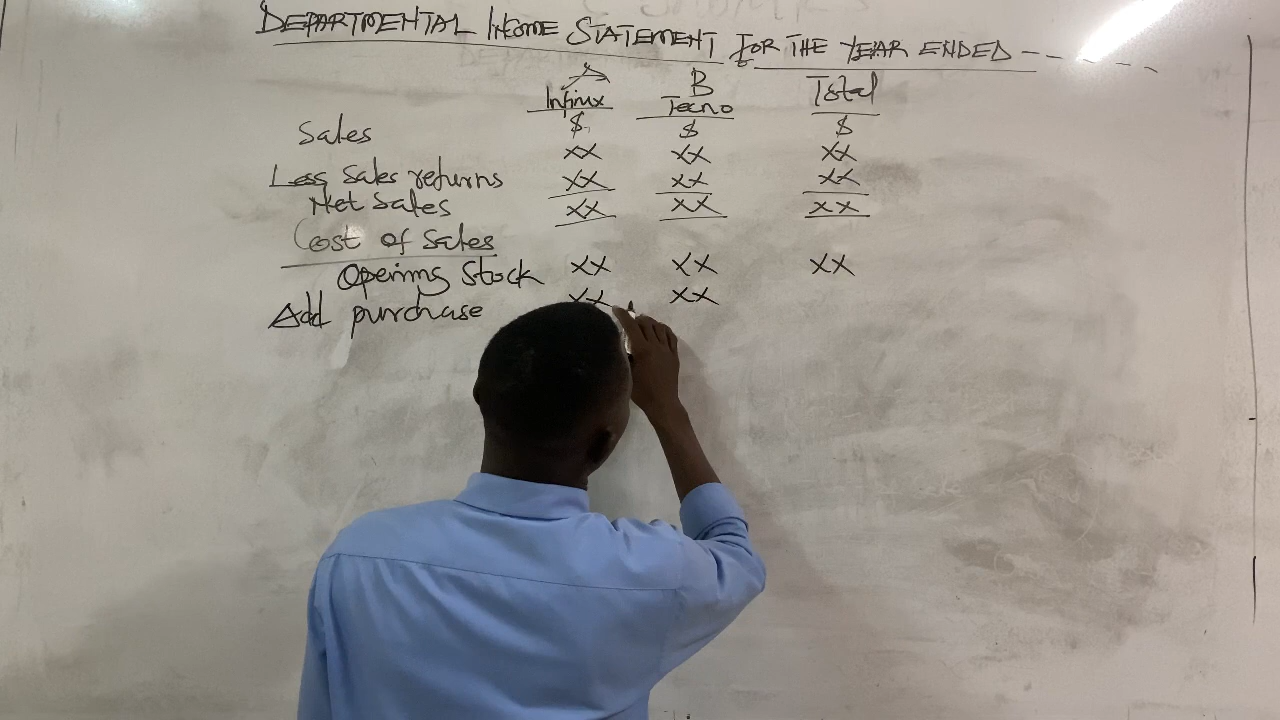 DEPARTMENTAL INCOME STATEMENT FOR THE YEAR ENDED -----
A B Total
Infinix Tecno
$ $ $
Sales XX XX XX
Less Sales returns XX XX XX
Net Sales XX XX XX
Cost of Sales
Opening Stock XX XX XX
Add purchase XX XX